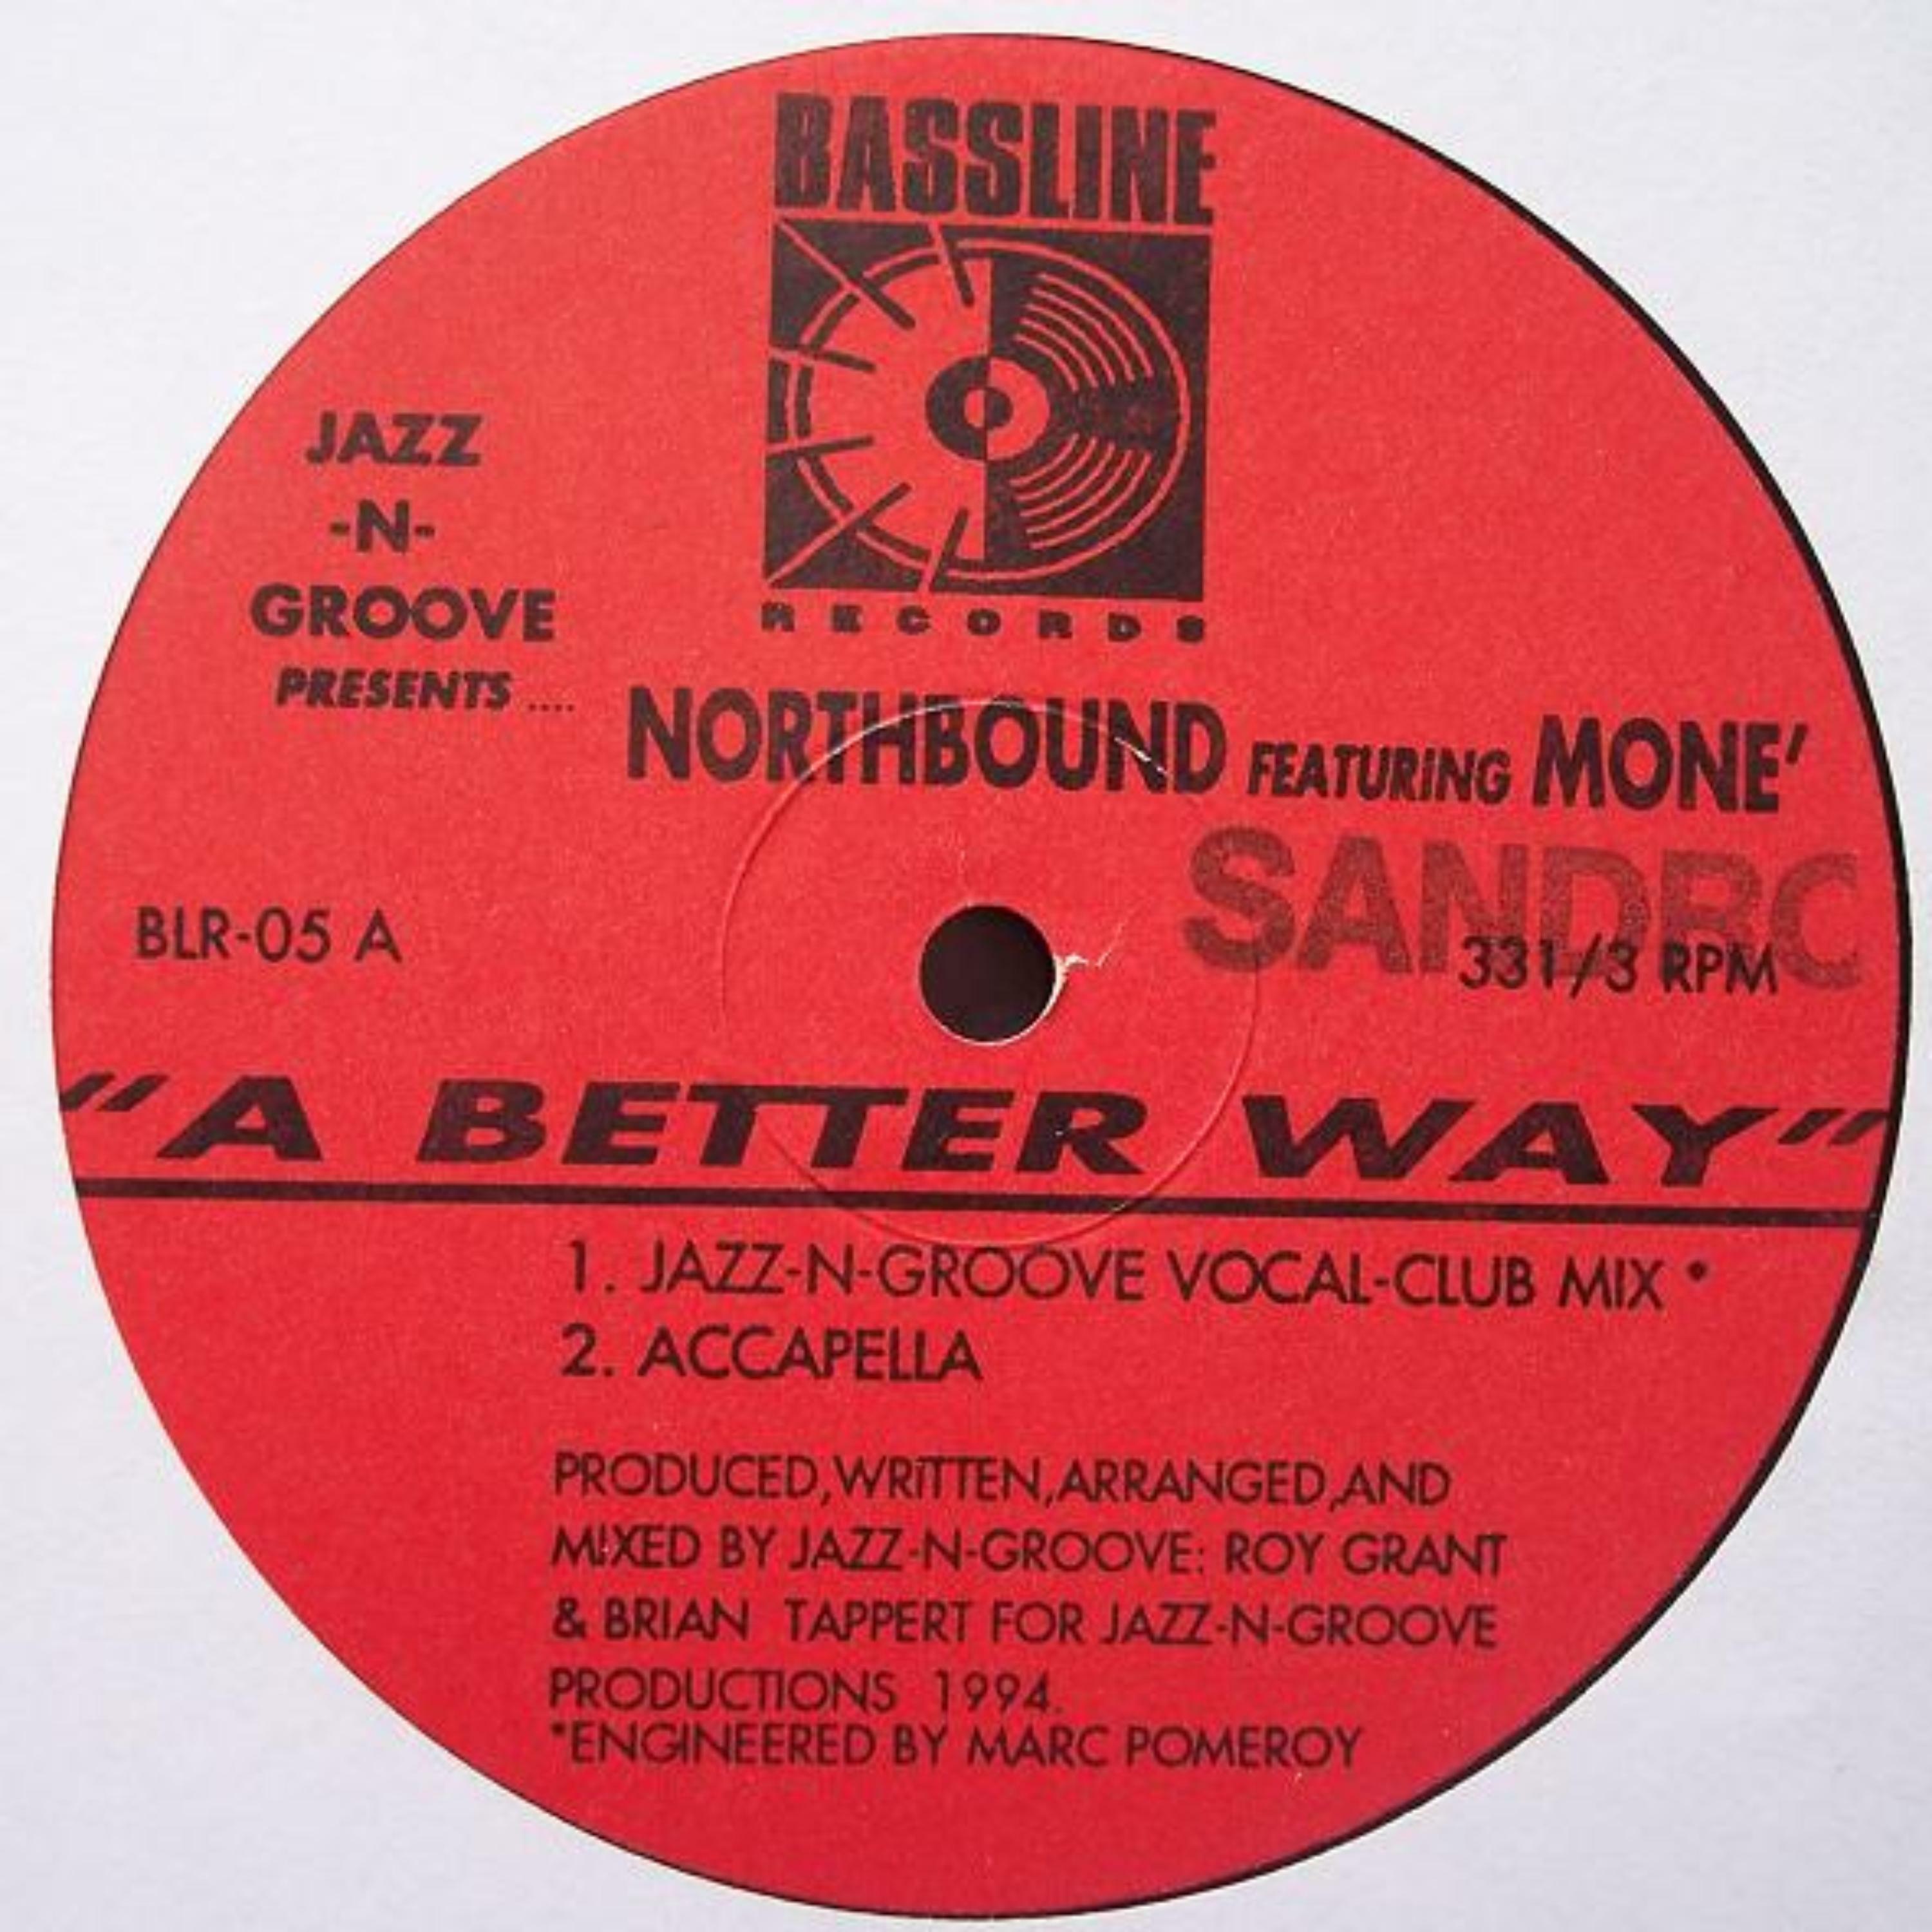 BASSLINE
RECORDS
JAZZ
-N-
GROOVE
PRESENTS ....
NORTHBOUND FEATURING MONE'
SANDRO
BLR-05 A
331/3 RPM
"A BETTER WAY"
1. JAZZ-N-GROOVE VOCAL-CLUB MIX *
2. ACCAPELLA
PRODUCED,WRITTEN,ARRANGED,AND
MIXED BY JAZZ-N-GROOVE: ROY GRANT
& BRIAN TAPPERT FOR JAZZ-N-GROOVE
PRODUCTIONS 1994.
*ENGINEERED BY MARC POMEROY